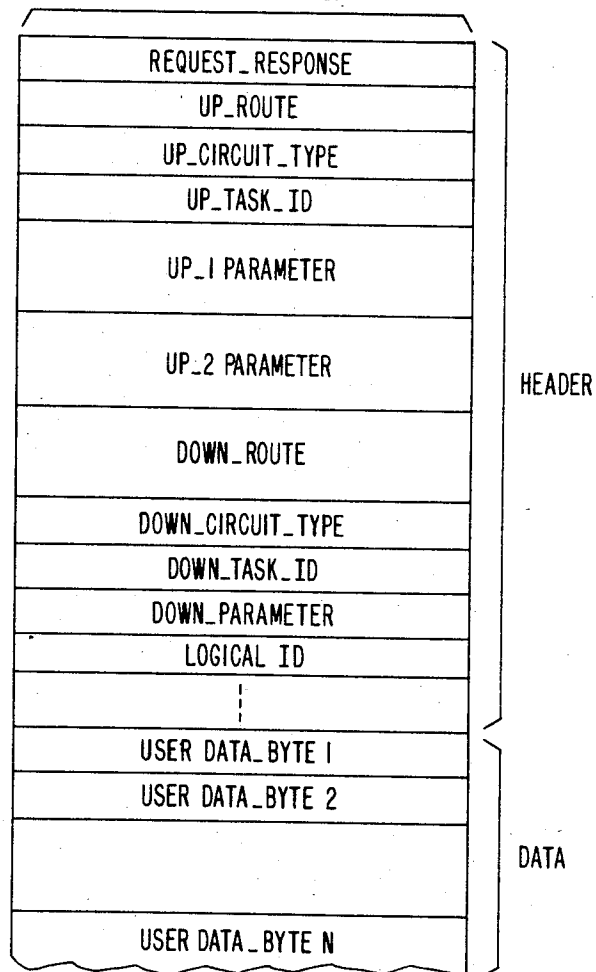 REQUEST_RESPONSE
UP_ROUTE
UP_CIRCUIT_TYPE
UP_TASK_ID
UP_1 PARAMETER
UP_2 PARAMETER
HEADER
DOWN_ROUTE
DOWN_CIRCUIT_TYPE
DOWN_TASK_ID
DOWN_PARAMETER
LOGICAL ID
USER DATA_BYTE 1
USER DATA_BYTE 2
DATA
USER DATA_BYTE N